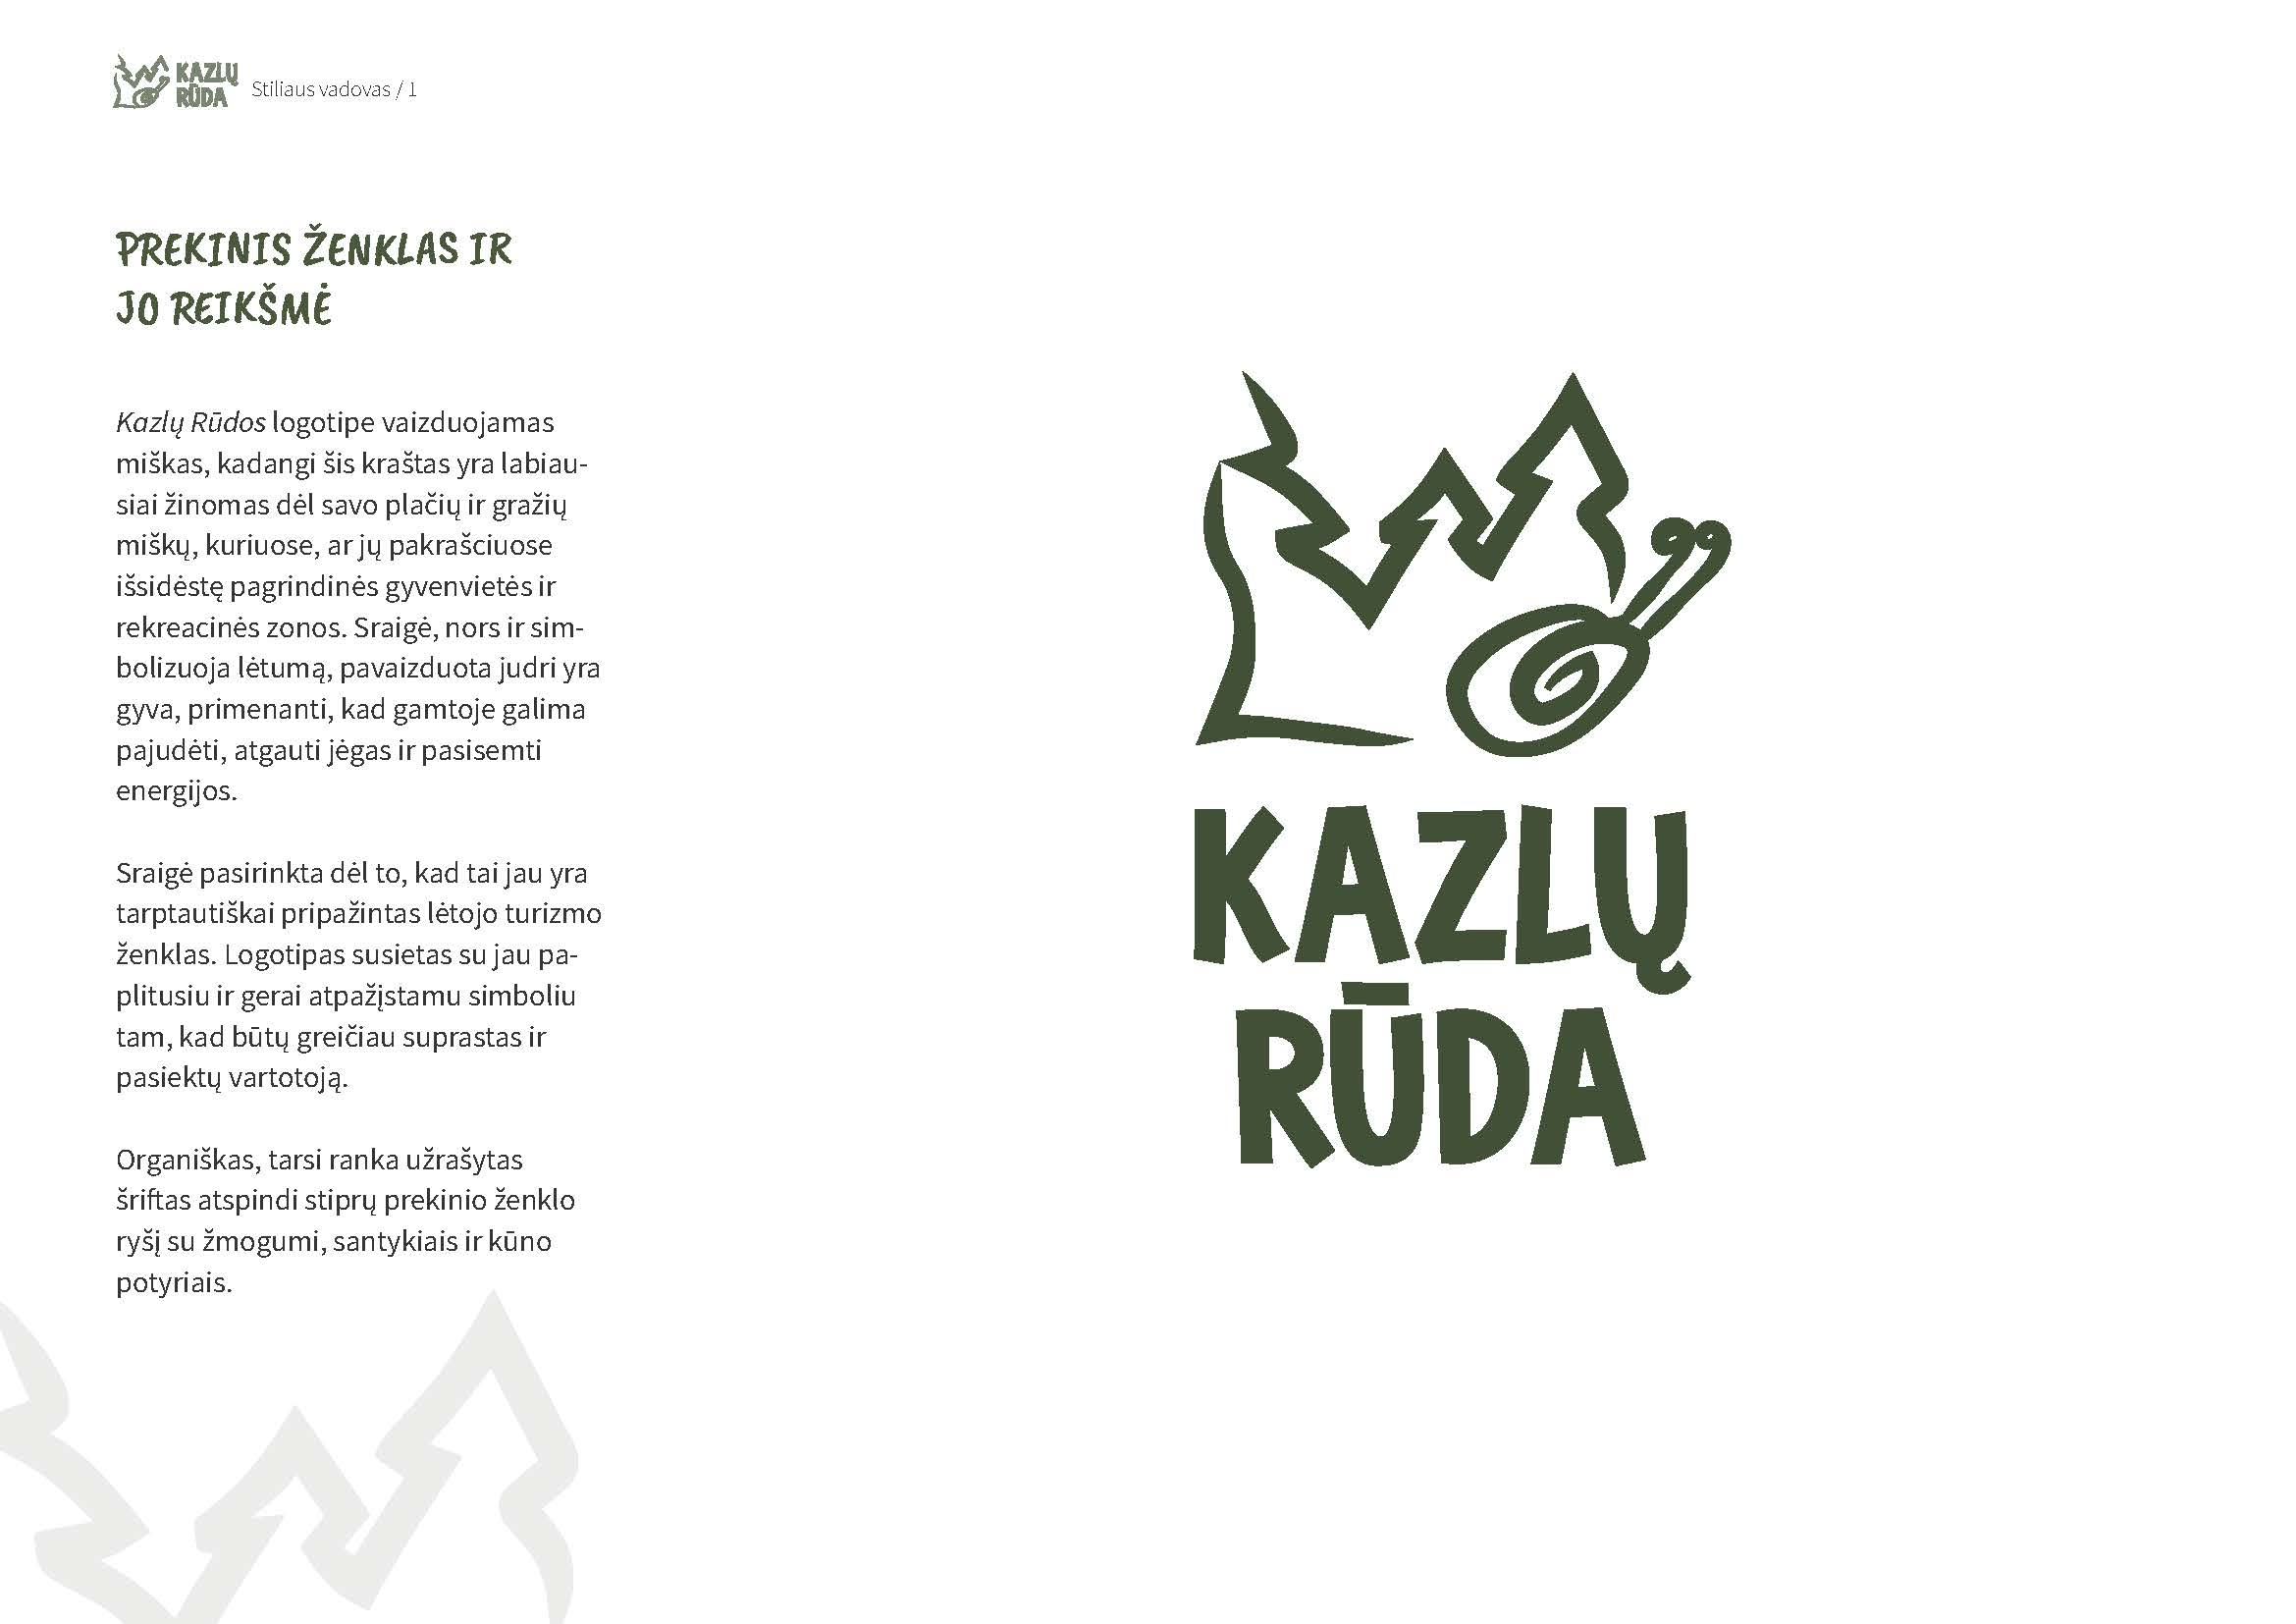 KAZLŲ
RŪDA
Stiliaus vadovas / 1
PREKINIS ŽENKLAS IR
JO REIKŠMĖ
Kazlų Rūdos logotipe vaizduojamas
miškas, kadangi šis kraštas yra labiau-
siai žinomas dėl savo plačių ir gražių
miškų, kuriuose, ar jų pakrašciuose
išsidėstę pagrindinės gyvenvietės ir
rekreacinės zonos. Sraigė, nors ir sim-
bolizuoja lėtumą, pavaizduota judri yra
gyva, primenanti, kad gamtoje galima
pajudėti, atgauti jėgas ir pasisemti
energijos.
Sraigė pasirinkta dėl to, kad tai jau yra
tarptautiškai pripažintas lėtojo turizmo
ženklas. Logotipas susietas su jau pa-
plitusiu ir gerai atpažįstamu simboliu
tam, kad būtų greičiau suprastas ir
pasiektų vartotoją.
Organiškas, tarsi ranka užrašytas
šriftas atspindi stiprų prekinio ženklo
ryšį su žmogumi, santykiais ir kūno
potyriais.
KAZLŲ
RŪDA